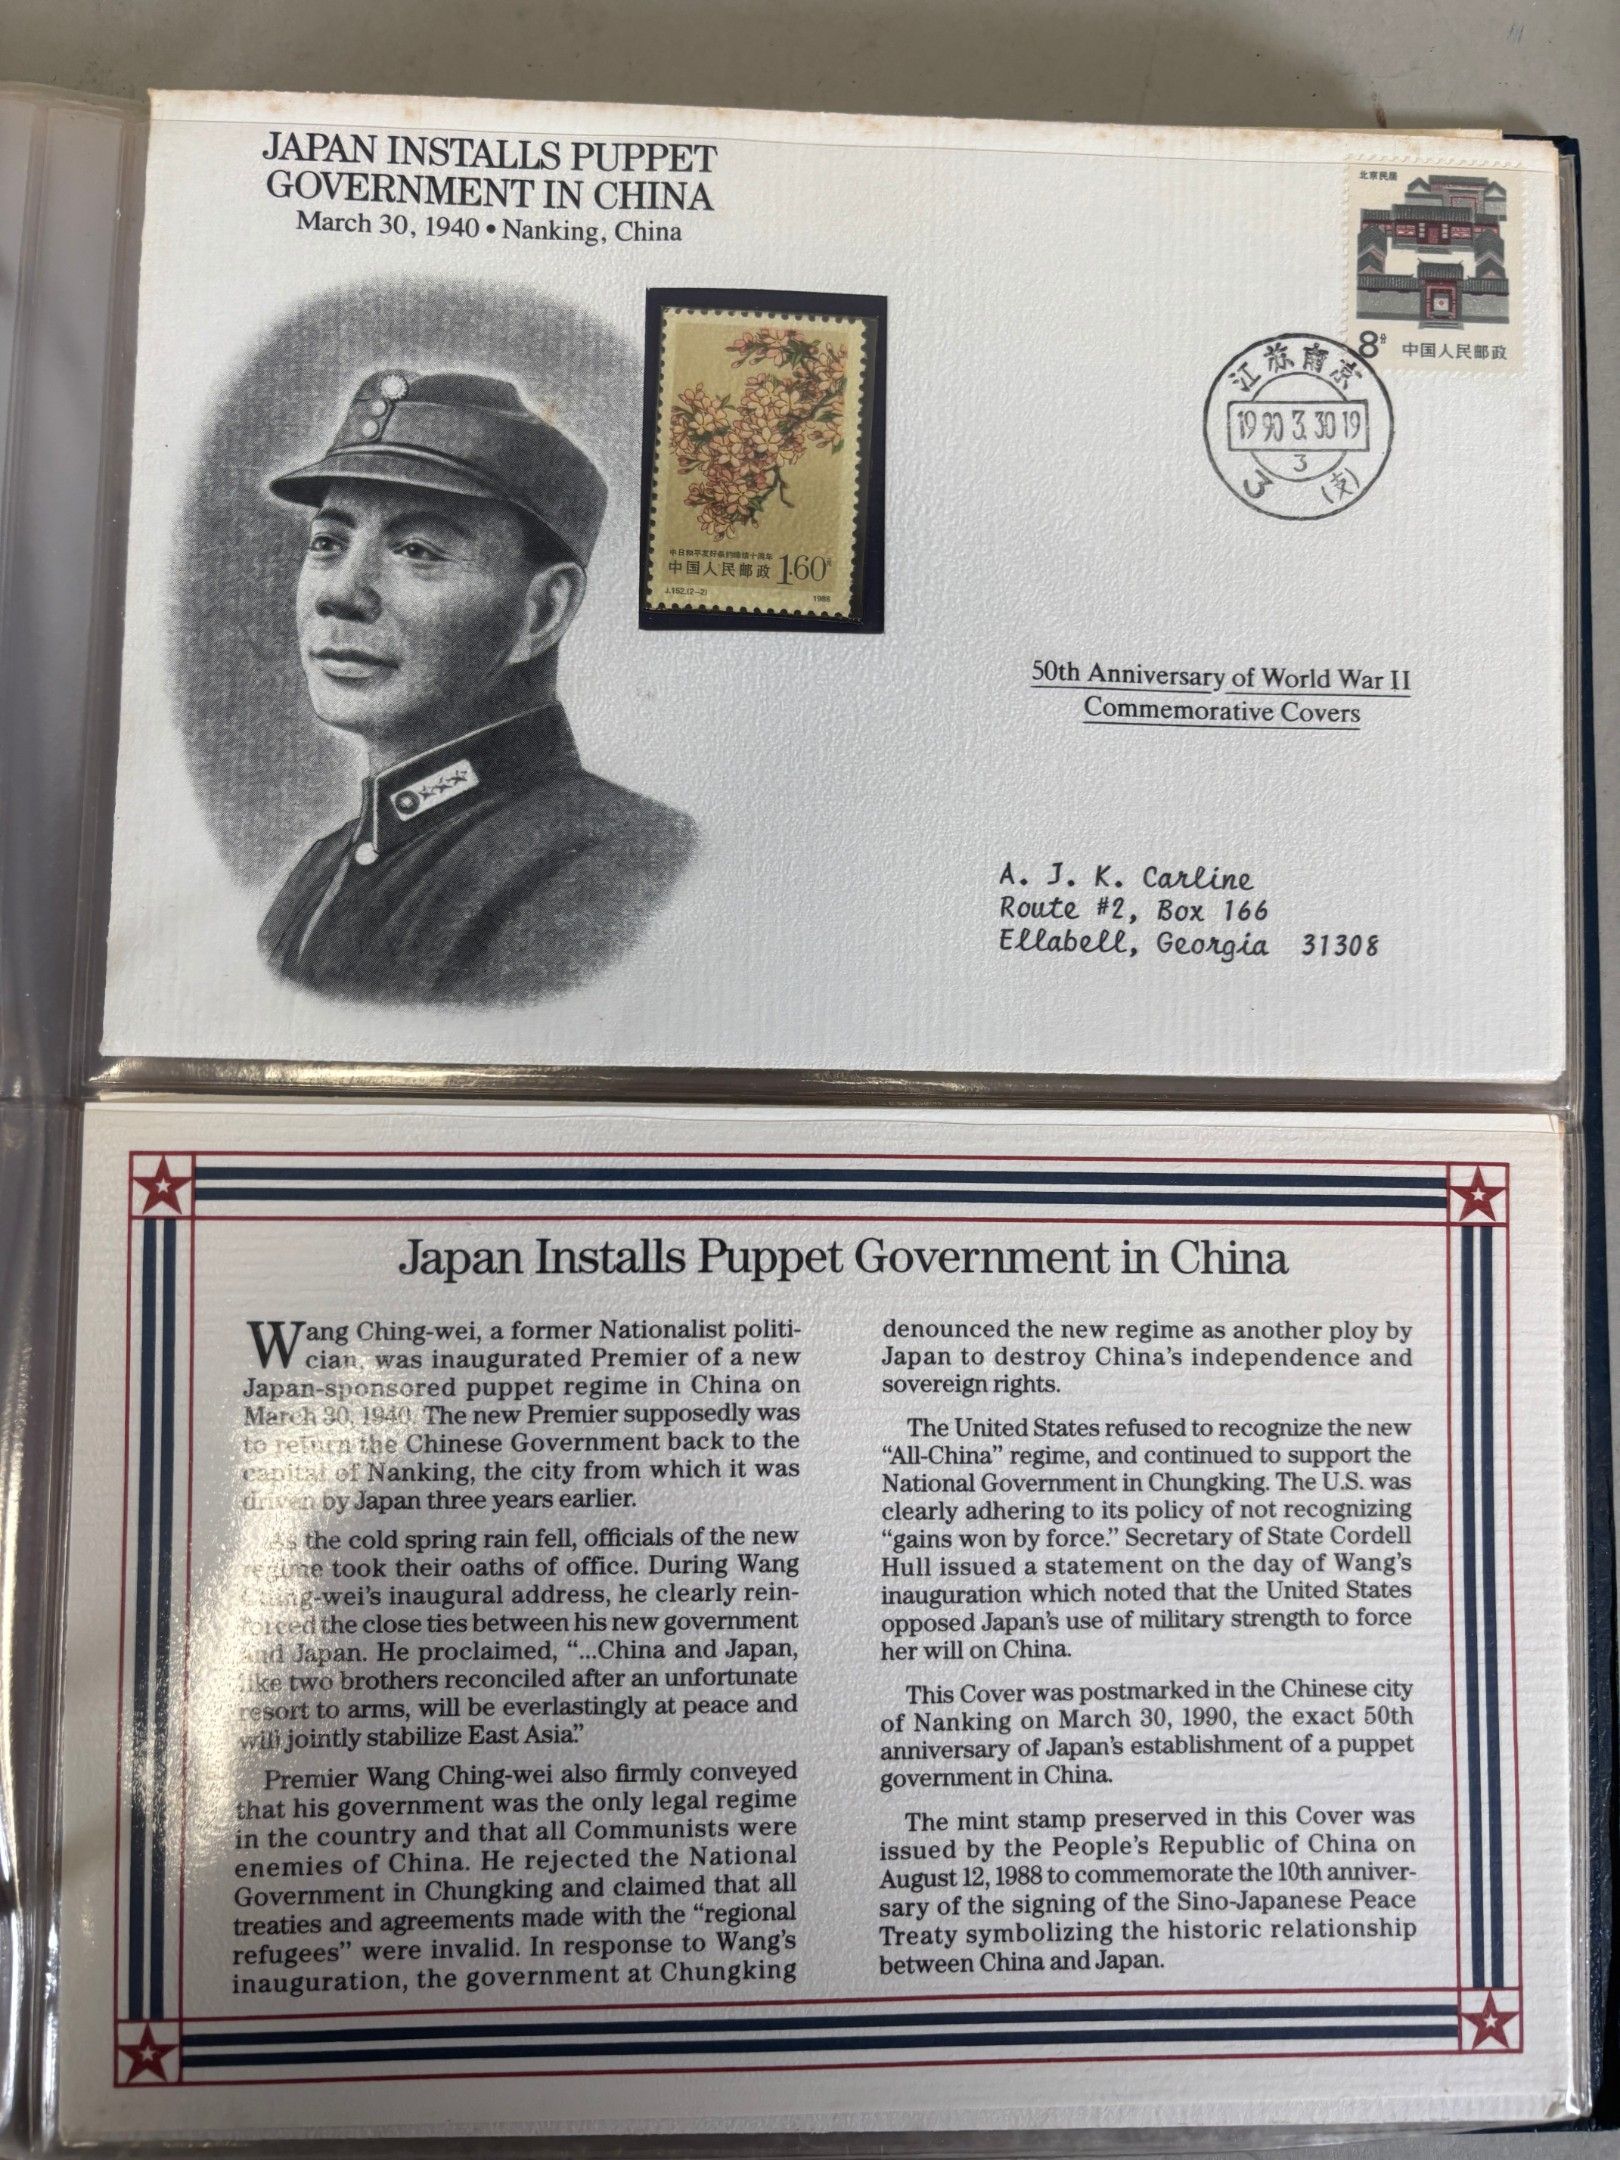 JAPAN INSTALLS PUPPET
GOVERNMENT IN CHINA
March 30, 1940 • Nanking, China
北京民居
8分 中国人民邮政
江苏南京
1990.3.30 19
3
3 (支)
中日和平友好条约缔结十周年
中国人民邮政 1.60元
J.152.(2-2) 1988
50th Anniversary of World War II
Commemorative Covers
A. J. K. Carline
Route #2, Box 166
Ellabell, Georgia 31308
Japan Installs Puppet Government in China
Wang Ching-wei, a former Nationalist politi-
cian, was inaugurated Premier of a new
Japan-sponsored puppet regime in China on
March 30, 1940. The new Premier supposedly was
to return the Chinese Government back to the
capital of Nanking, the city from which it was
driven by Japan three years earlier.
As the cold spring rain fell, officials of the new
regime took their oaths of office. During Wang
Ching-wei's inaugural address, he clearly rein-
forced the close ties between his new government
and Japan. He proclaimed, "...China and Japan,
like two brothers reconciled after an unfortunate
resort to arms, will be everlastingly at peace and
will jointly stabilize East Asia."
Premier Wang Ching-wei also firmly conveyed
that his government was the only legal regime
in the country and that all Communists were
enemies of China. He rejected the National
Government in Chungking and claimed that all
treaties and agreements made with the "regional
refugees" were invalid. In response to Wang's
inauguration, the government at Chungking
denounced the new regime as another ploy by
Japan to destroy China's independence and
sovereign rights.
The United States refused to recognize the new
"All-China" regime, and continued to support the
National Government in Chungking. The U.S. was
clearly adhering to its policy of not recognizing
"gains won by force." Secretary of State Cordell
Hull issued a statement on the day of Wang's
inauguration which noted that the United States
opposed Japan's use of military strength to force
her will on China.
This Cover was postmarked in the Chinese city
of Nanking on March 30, 1990, the exact 50th
anniversary of Japan's establishment of a puppet
government in China.
The mint stamp preserved in this Cover was
issued by the People's Republic of China on
August 12, 1988 to commemorate the 10th anniver-
sary of the signing of the Sino-Japanese Peace
Treaty symbolizing the historic relationship
between China and Japan.